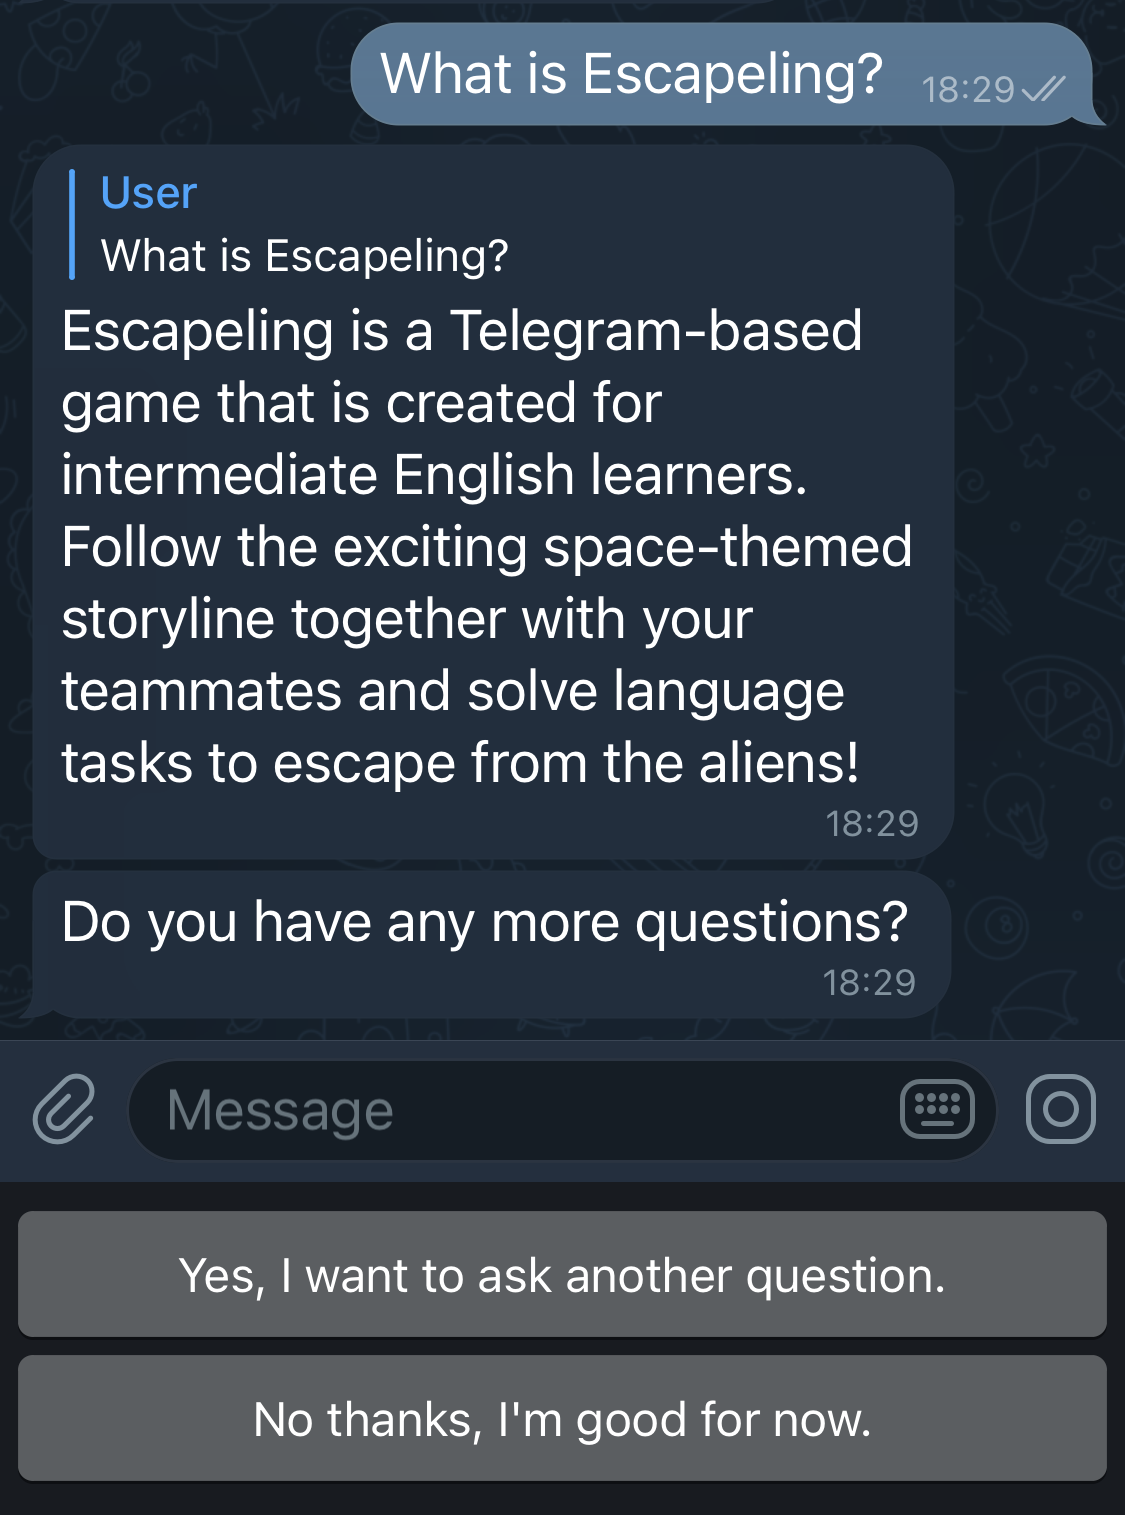 What is Escapeling?
18:29
User
What is Escapeling?
Escapeling is a Telegram-based
game that is created for
intermediate English learners.
Follow the exciting space-themed
storyline together with your
teammates and solve language
tasks to escape from the aliens!
18:29
Do you have any more questions?
18:29
Message
Yes, I want to ask another question.
No thanks, I'm good for now.